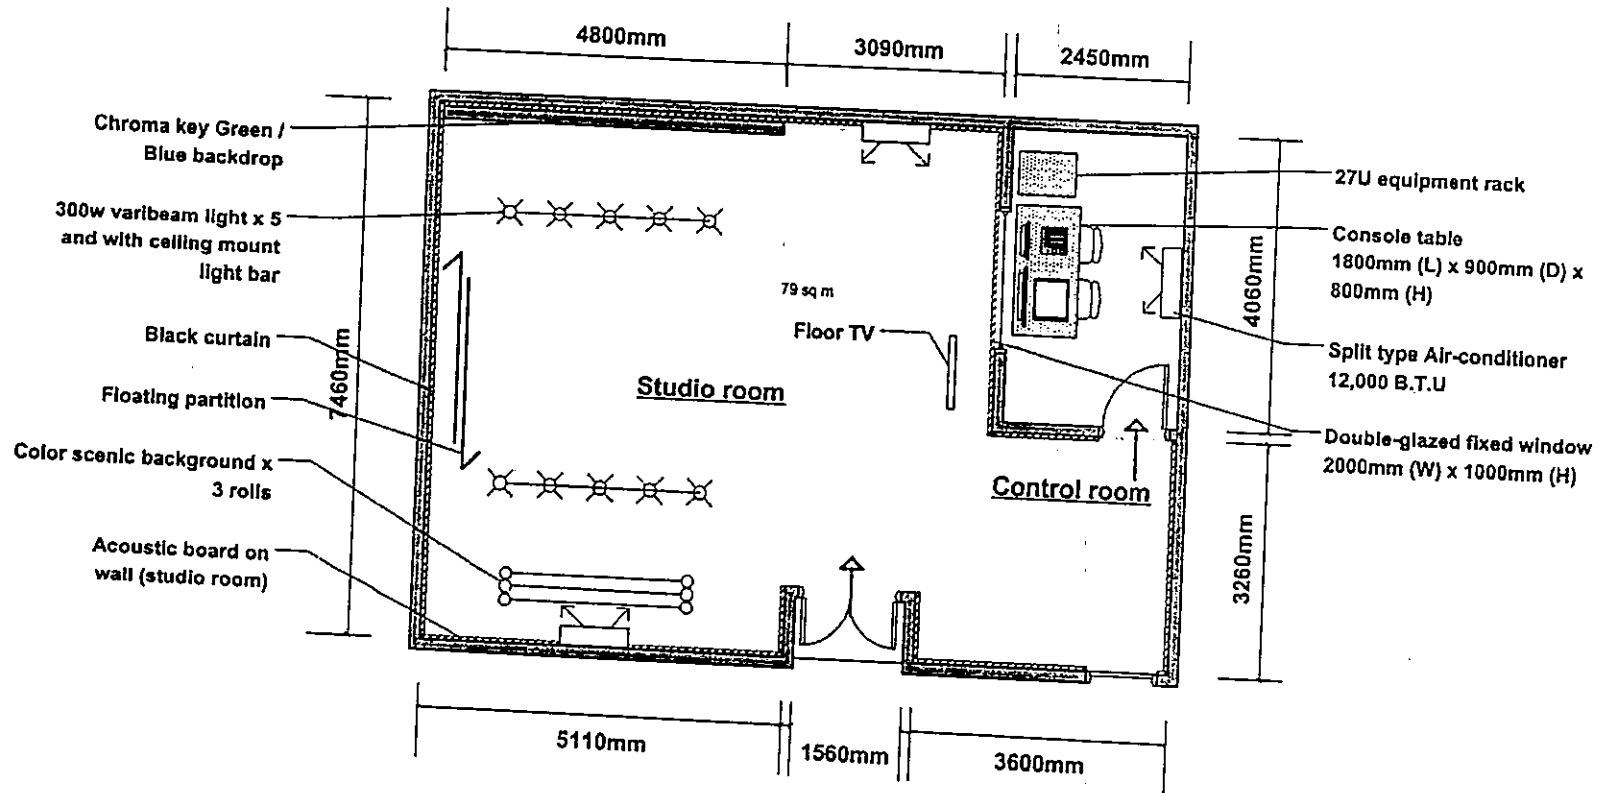 4800mm
3090mm
2450mm
Chroma key Green /
Blue backdrop
300w varibeam light x 5
and with ceiling mount
light bar
Black curtain
7460mm
Floating partition
Color scenic background x
3 rolls
Acoustic board on
wall (studio room)
79 sq m
Floor TV
Studio room
Control room
27U equipment rack
Console table
1800mm (L) x 900mm (D) x
800mm (H)
4060mm
Split type Air-conditioner
12,000 B.T.U
Double-glazed fixed window
2000mm (W) x 1000mm (H)
3260mm
5110mm
1560mm
3600mm